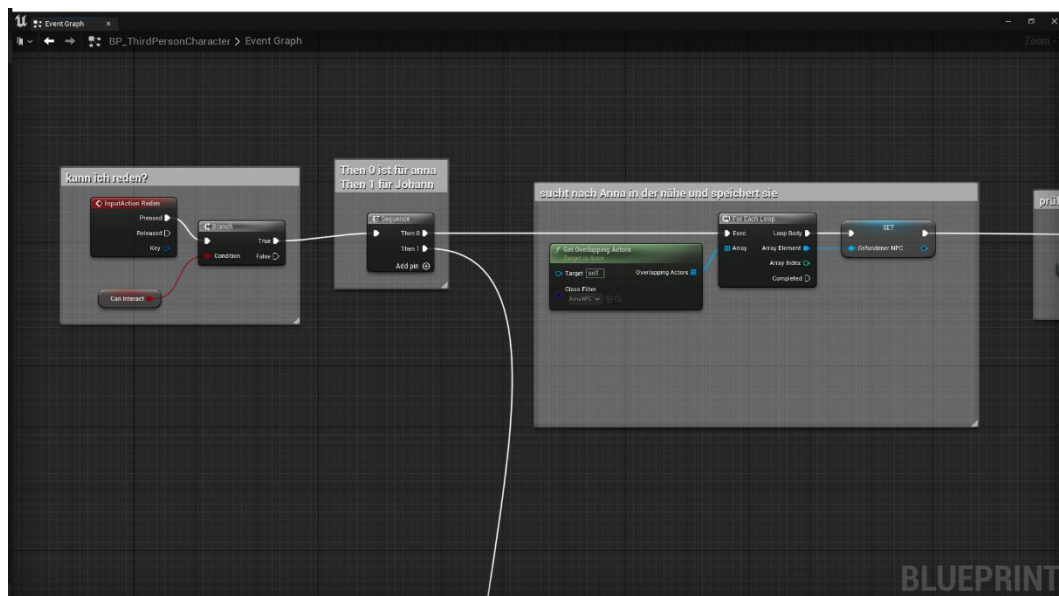 Event Graph
BP_ThirdPersonCharacter > Event Graph
Zoom
kann ich reden?
InputAction Reden
Pressed
Released
Key
Branch
True
Condition
False
Can Interact
Then 0 ist für anna
Then 1 für Johann
Sequence
Then 0
Then 1
Add pin
sucht nach Anna in der nähe und speichert sie
Get Overlapping Actors
Target is Actor
Target
self
Overlapping Actors
Class Filter
AnnaNPC
For Each Loop
Exec
Loop Body
Array
Array Element
Array Index
Completed
SET
Gefundener NPC
prüf
BLUEPRINT